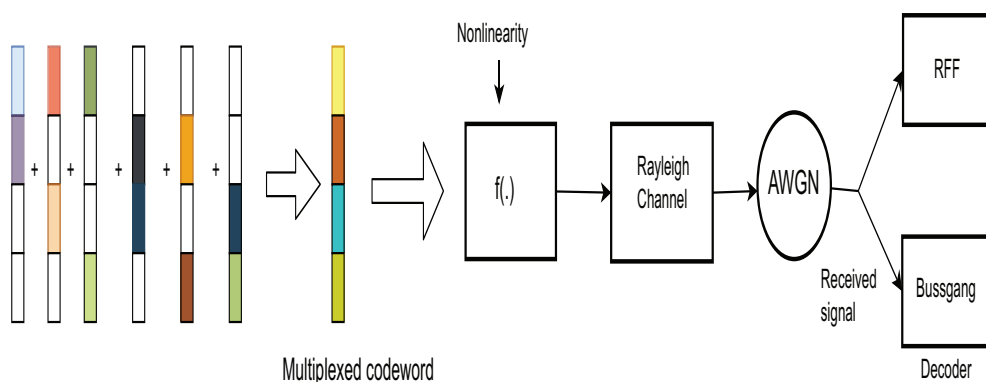 Nonlinearity
RFF
+ + + + +
f(.)
Rayleigh
Channel
AWGN
Received
signal
Bussgang
Multiplexed codeword
Decoder